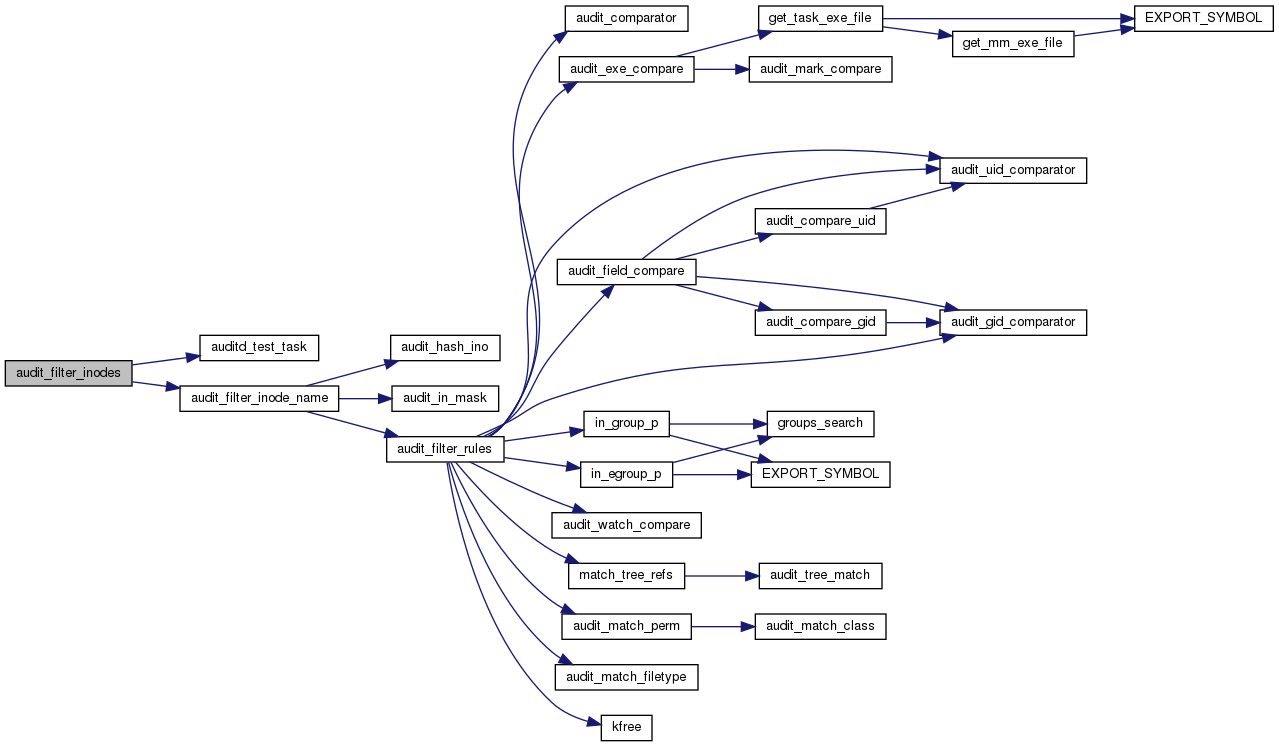 audit_comparator
get_task_exe_file
EXPORT_SYMBOL
get_mm_exe_file
audit_exe_compare
audit_mark_compare
audit_uid_comparator
audit_compare_uid
audit_field_compare
audit_compare_gid
audit_gid_comparator
auditd_test_task
audit_hash_ino
audit_filter_inodes
audit_filter_inode_name
audit_in_mask
in_group_p
groups_search
audit_filter_rules
in_egroup_p
EXPORT_SYMBOL
audit_watch_compare
match_tree_refs
audit_tree_match
audit_match_perm
audit_match_class
audit_match_filetype
kfree